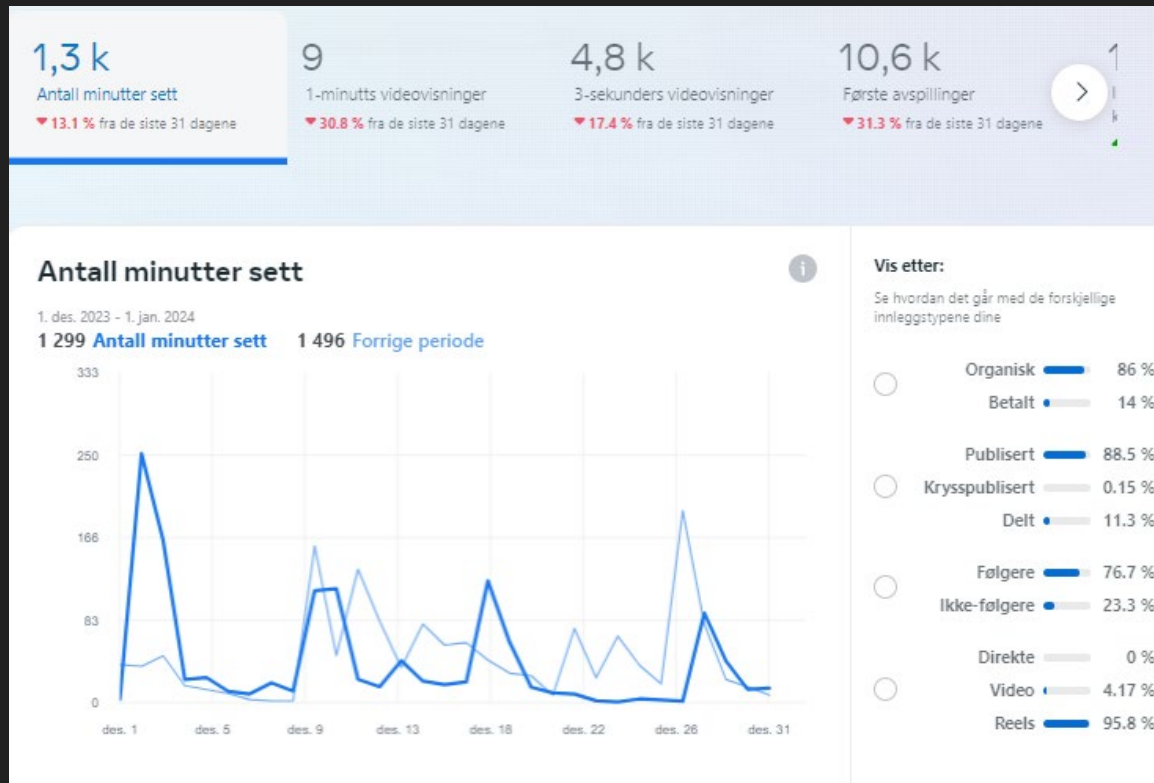 1,3 k
Antall minutter sett
13.1 % fra de siste 31 dagene
9
1-minutts videovisninger
30.8 % fra de siste 31 dagene
4,8 k
3-sekunders videovisninger
17.4 % fra de siste 31 dagene
10,6 k
Første avspillinger
31.3 % fra de siste 31 dagene
Antall minutter sett
1. des. 2023 - 1. jan. 2024
1 299 Antall minutter sett 1 496 Forrige periode
333
250
166
83
0
des. 1 des. 5 des. 9 des. 13 des. 18 des. 22 des. 26 des. 31
Vis etter:
Se hvordan det går med de forskjellige
innleggstypene dine
Organisk 86 %
Betalt 14 %
Publisert 88.5 %
Krysspublisert 0.15 %
Delt 11.3 %
Følgere 76.7 %
Ikke-følgere 23.3 %
Direkte 0 %
Video 4.17 %
Reels 95.8 %